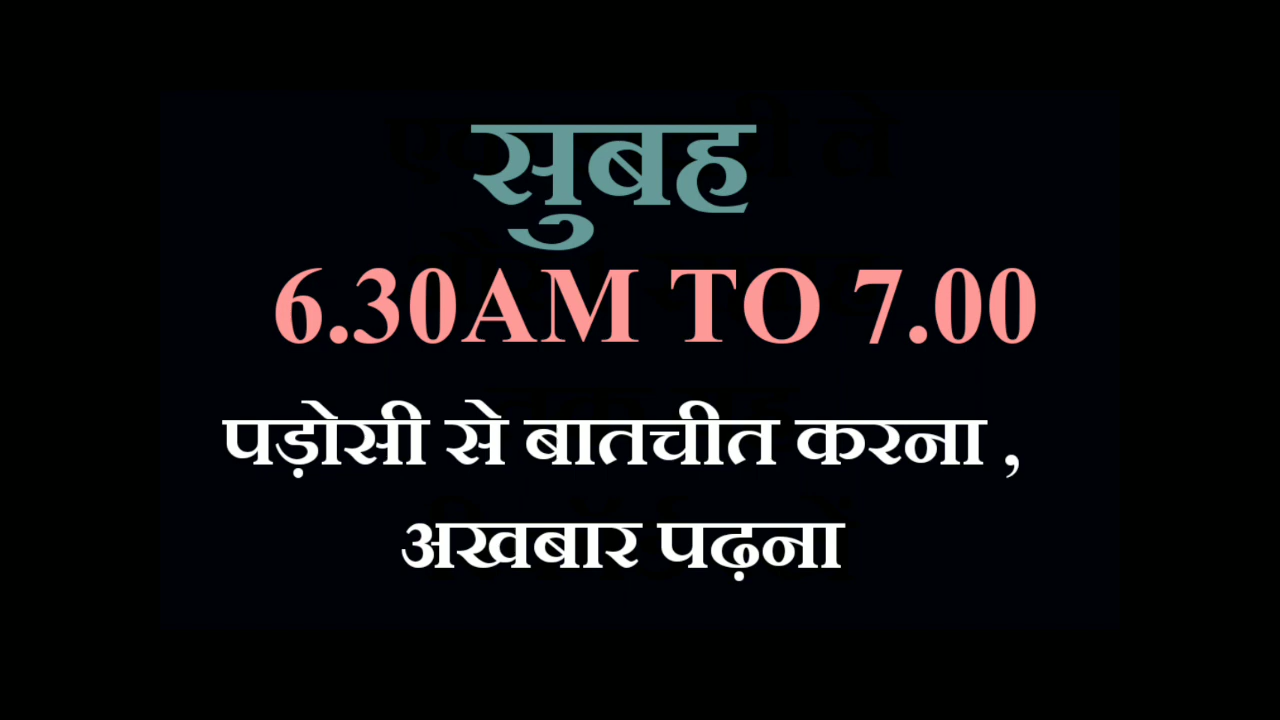 सुबह
6.30AM TO 7.00
पड़ोसी से बातचीत करना ,
अखबार पढ़ना